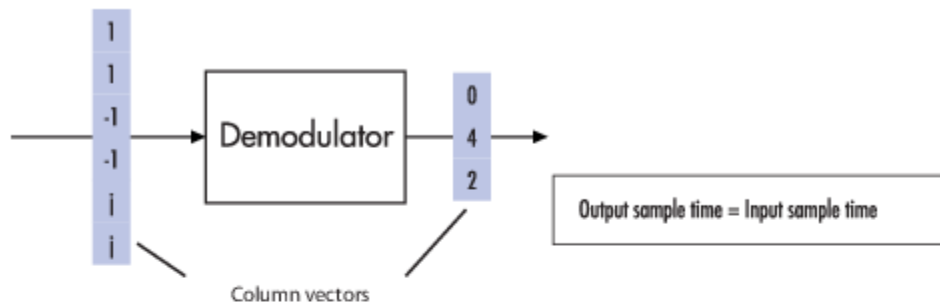 1
1
-1
-1
i
i
Demodulator
0
4
2
Output sample time = Input sample time
Column vectors